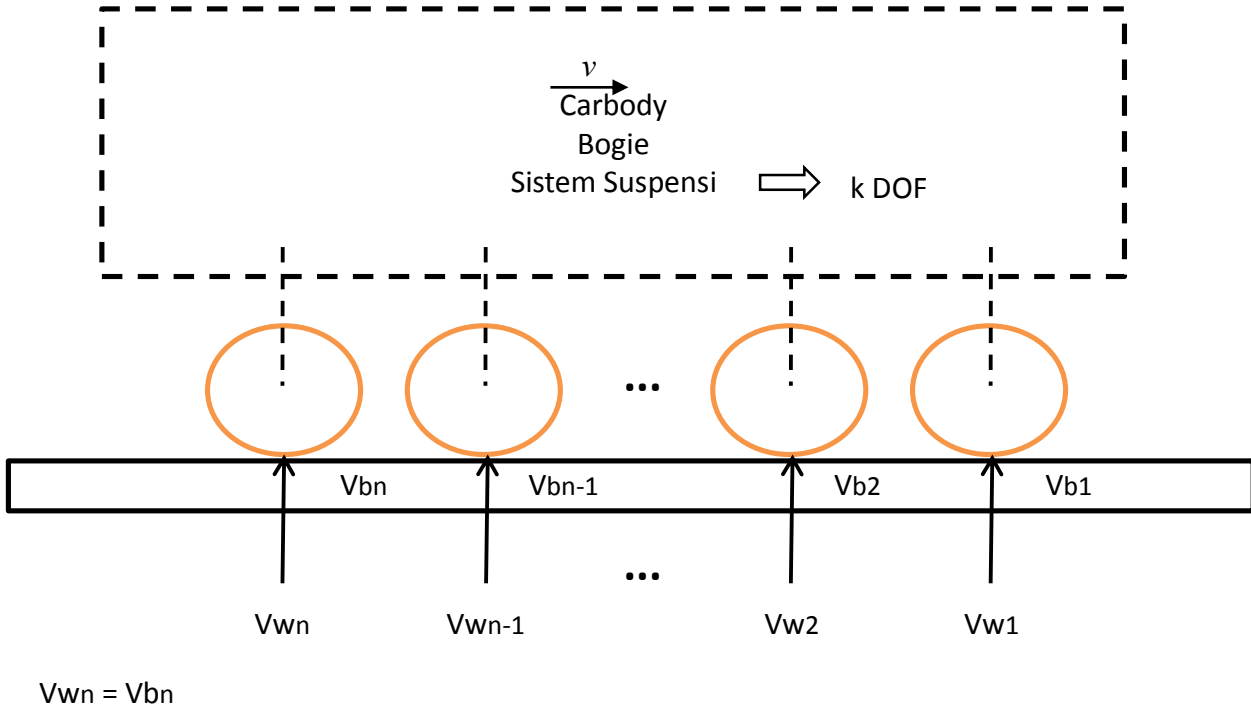 v
Carbody
Bogie
Sistem Suspensi k DOF
...
Vbn Vbn-1 Vb2 Vb1
...
Vwn Vwn-1 Vw2 Vw1
Vwn = Vbn